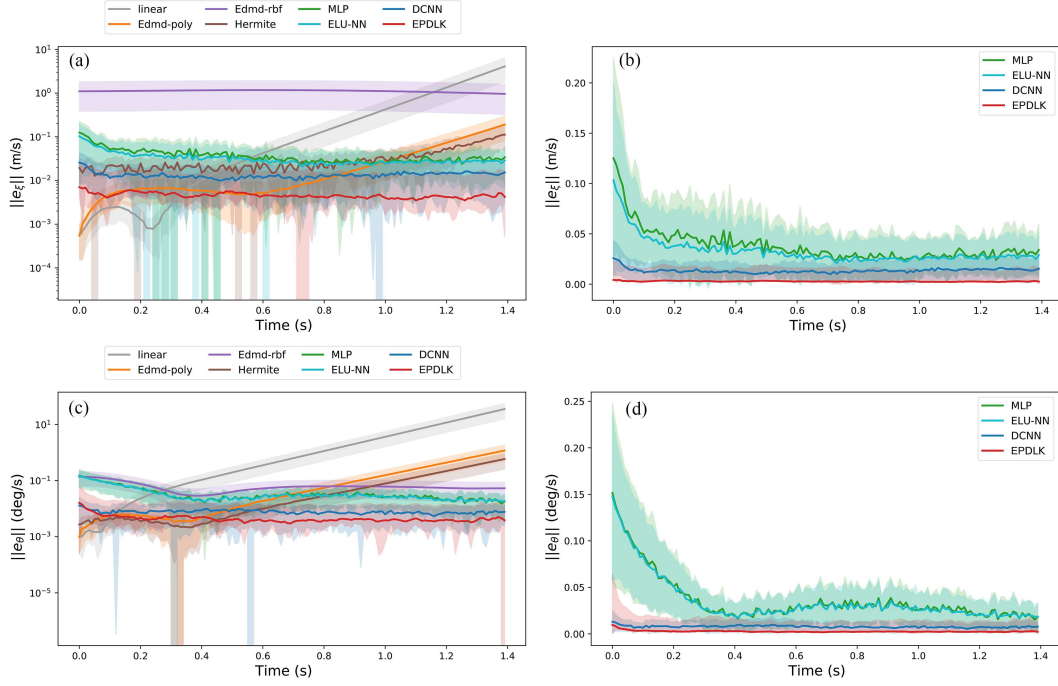 linear Edmd-rbf MLP DCNN
Edmd-poly Hermite ELU-NN EPDLK
(a)
10¹
10⁰
10⁻¹
10⁻²
10⁻³
10⁻⁴
||e_ξ|| (m/s)
0.0 0.2 0.4 0.6 0.8 1.0 1.2 1.4
Time (s)
(b)
MLP
ELU-NN
DCNN
EPDLK
0.20
0.15
0.10
0.05
0.00
||e_ξ|| (m/s)
0.0 0.2 0.4 0.6 0.8 1.0 1.2 1.4
Time (s)
linear Edmd-rbf MLP DCNN
Edmd-poly Hermite ELU-NN EPDLK
(c)
10¹
10⁻¹
10⁻³
10⁻⁵
||e_θ|| (deg/s)
0.0 0.2 0.4 0.6 0.8 1.0 1.2 1.4
Time (s)
(d)
MLP
ELU-NN
DCNN
EPDLK
0.25
0.20
0.15
0.10
0.05
0.00
||e_θ|| (deg/s)
0.0 0.2 0.4 0.6 0.8 1.0 1.2 1.4
Time (s)